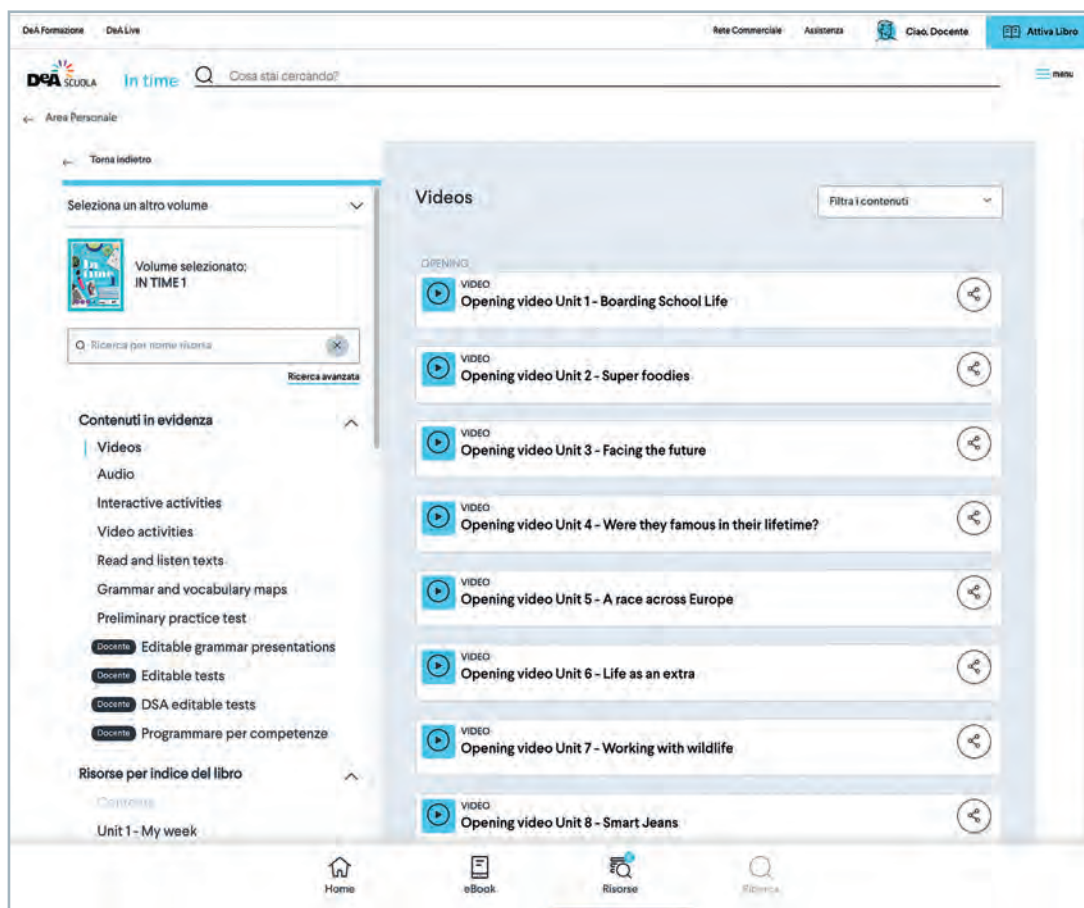 DeA Formazione DeA Live Rete Commerciale Assistenza Ciao, Docente Attiva Libro
DeA SCUOLA In time Cosa stai cercando? menu
← Area Personale
← Torna indietro
Seleziona un altro volume
Volume selezionato:
IN TIME 1
In time 1
Ricerca per nome risorsa
Ricerca avanzata
Contenuti in evidenza
Videos
Audio
Interactive activities
Video activities
Read and listen texts
Grammar and vocabulary maps
Preliminary practice test
Docente Editable grammar presentations
Docente Editable tests
Docente DSA editable tests
Docente Programmare per competenze
Risorse per indice del libro
Contents
Unit 1 - My week
Videos
Filtra i contenuti
OPENING
VIDEO
Opening video Unit 1 - Boarding School Life
VIDEO
Opening video Unit 2 - Super foodies
VIDEO
Opening video Unit 3 - Facing the future
VIDEO
Opening video Unit 4 - Were they famous in their lifetime?
VIDEO
Opening video Unit 5 - A race across Europe
VIDEO
Opening video Unit 6 - Life as an extra
VIDEO
Opening video Unit 7 - Working with wildlife
VIDEO
Opening video Unit 8 - Smart Jeans
Home eBook Risorse Ricerca